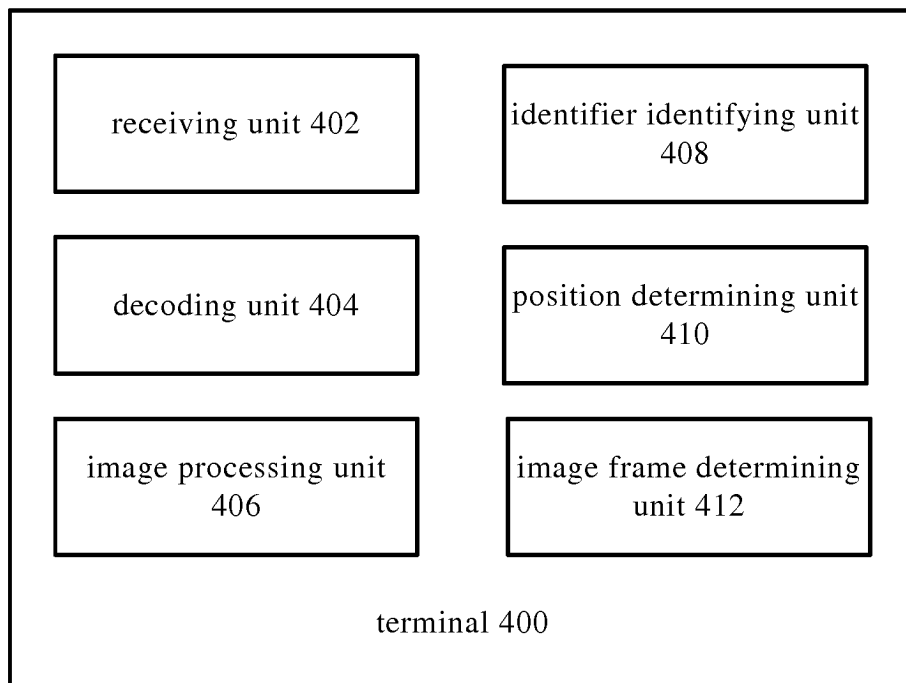 receiving unit 402
decoding unit 404
image processing unit
406
identifier identifying unit
408
position determining unit
410
image frame determining
unit 412
terminal 400